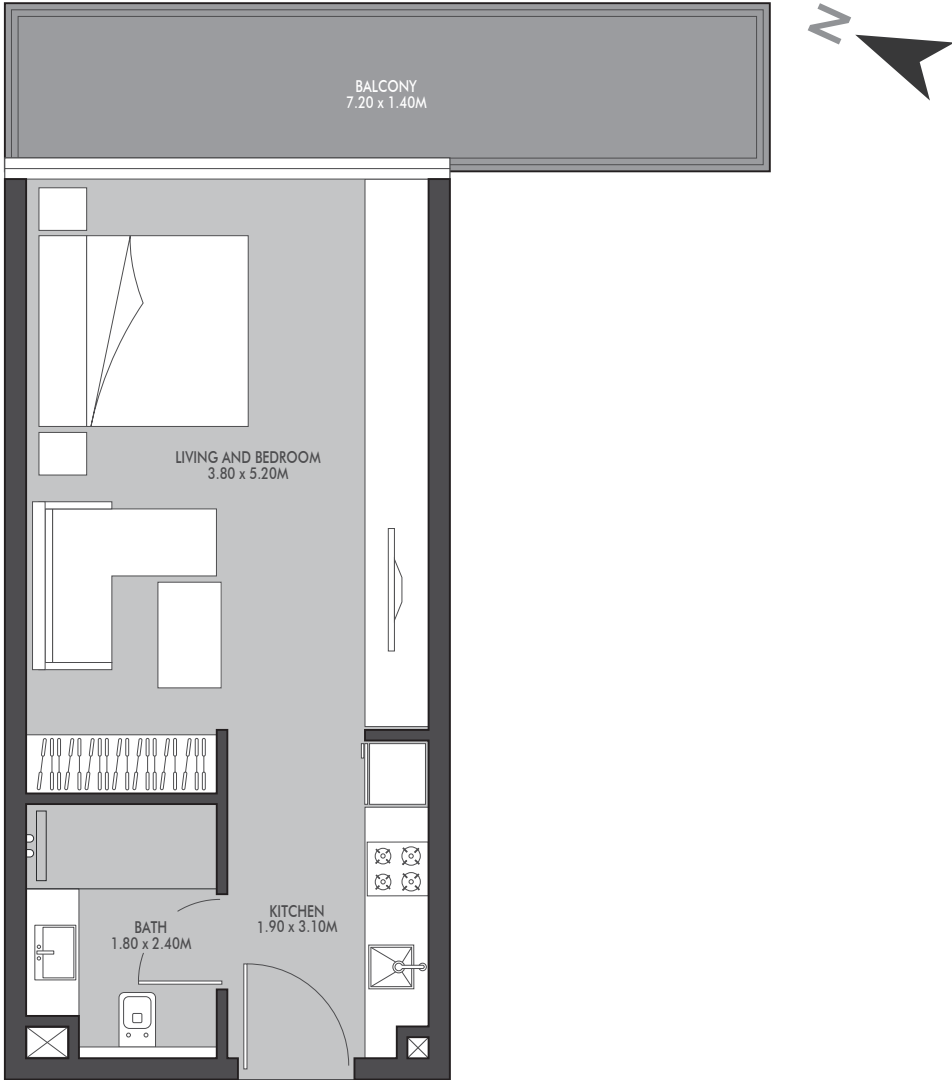 N
BALCONY
7.20 x 1.40M
LIVING AND BEDROOM
3.80 x 5.20M
KITCHEN
1.90 x 3.10M
BATH
1.80 x 2.40M